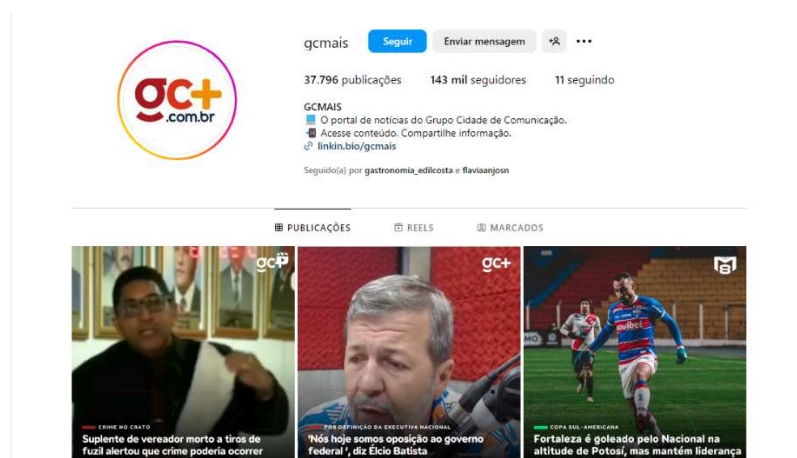 gcmais Seguir Enviar mensagem
37.796 publicações 143 mil seguidores 11 seguindo
GCMAIS
O portal de notícias do Grupo Cidade de Comunicação.
Acesse conteúdo. Compartilhe informação.
linkin.bio/gcmais
Seguido(a) por gastronomia_edilcosta e flaviaanjosn
gc+
.com.br
PUBLICAÇÕES REELS MARCADOS
gc
gc+
CRIME NO CRATO
Suplente de vereador morto a tiros de
fuzil alertou que crime poderia ocorrer
POR DEFINIÇÃO DA EXECUTIVA NACIONAL
'Nós hoje somos oposição ao governo
federal', diz Élcio Batista
COPA SUL-AMERICANA
Fortaleza é goleado pelo Nacional na
altitude de Potosí, mas mantém liderança